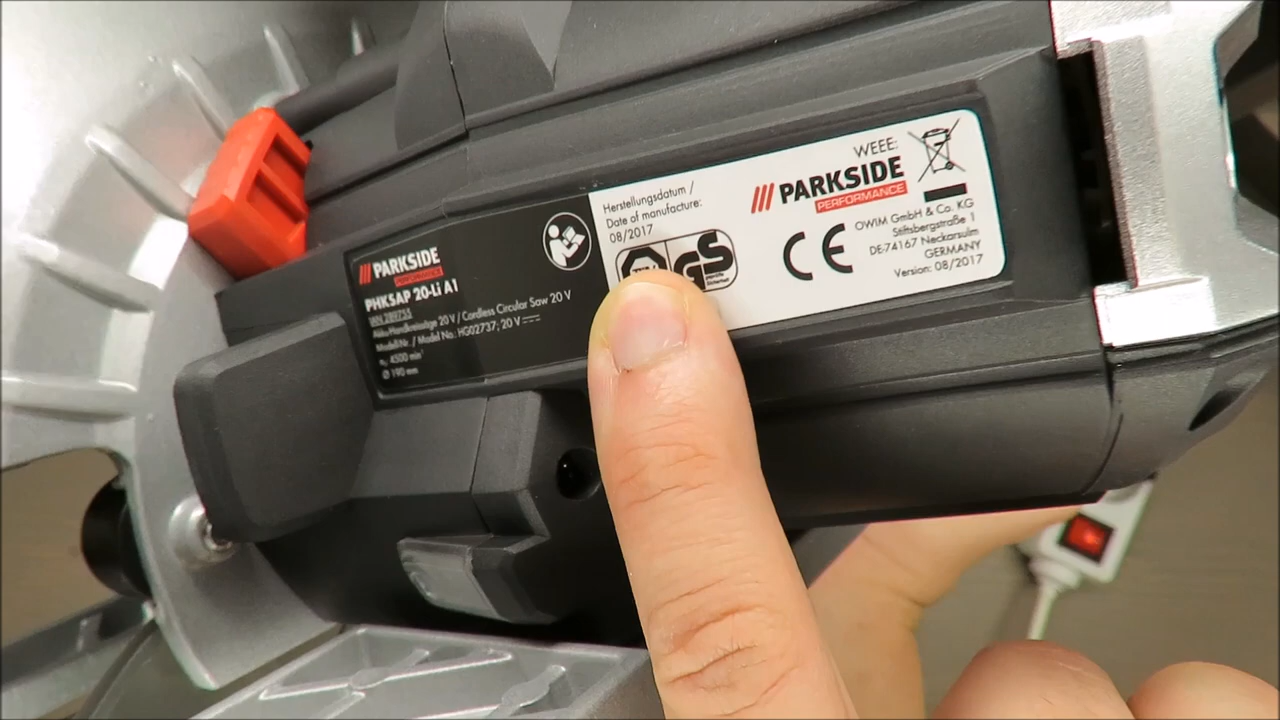 PARKSIDE
PERFORMANCE
PHKSAP 20-Li A1
IAN 289755
Akku-Handkreissäge 20 V / Cordless Circular Saw 20 V
Modell-Nr. / Model No.: HG02737; 20 V
n₀: 4500 min⁻¹
Ø 190 mm
Herstellungsdatum /
Date of manufacture:
08/2017
GS
geprüfte
Sicherheit
WEEE:
PARKSIDE
PERFORMANCE
CE
OWIM GmbH & Co. KG
Stiftsbergstraße 1
DE-74167 Neckarsulm
GERMANY
Version: 08/2017